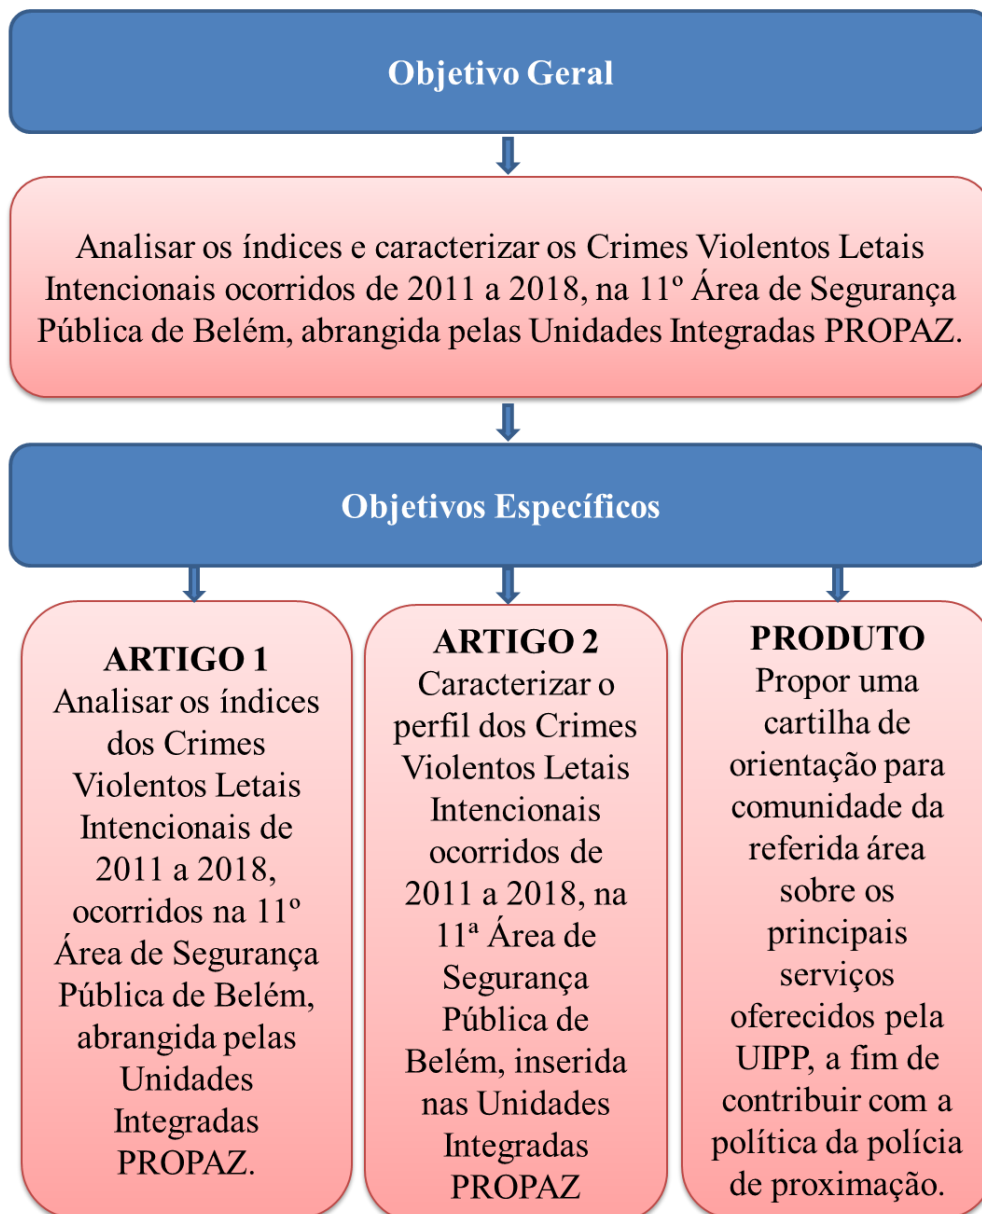 Objetivo Geral
Analisar os índices e caracterizar os Crimes Violentos Letais
Intencionais ocorridos de 2011 a 2018, na 11º Área de Segurança
Pública de Belém, abrangida pelas Unidades Integradas PROPAZ.
Objetivos Específicos
ARTIGO 1
Analisar os índices
dos Crimes
Violentos Letais
Intencionais de
2011 a 2018,
ocorridos na 11º
Área de Segurança
Pública de Belém,
abrangida pelas
Unidades
Integradas
PROPAZ.
ARTIGO 2
Caracterizar o
perfil dos Crimes
Violentos Letais
Intencionais
ocorridos de
2011 a 2018, na
11ª Área de
Segurança
Pública de
Belém, inserida
nas Unidades
Integradas
PROPAZ
PRODUTO
Propor uma
cartilha de
orientação para
comunidade da
referida área
sobre os
principais
serviços
oferecidos pela
UIPP, a fim de
contribuir com a
política da polícia
de proximação.